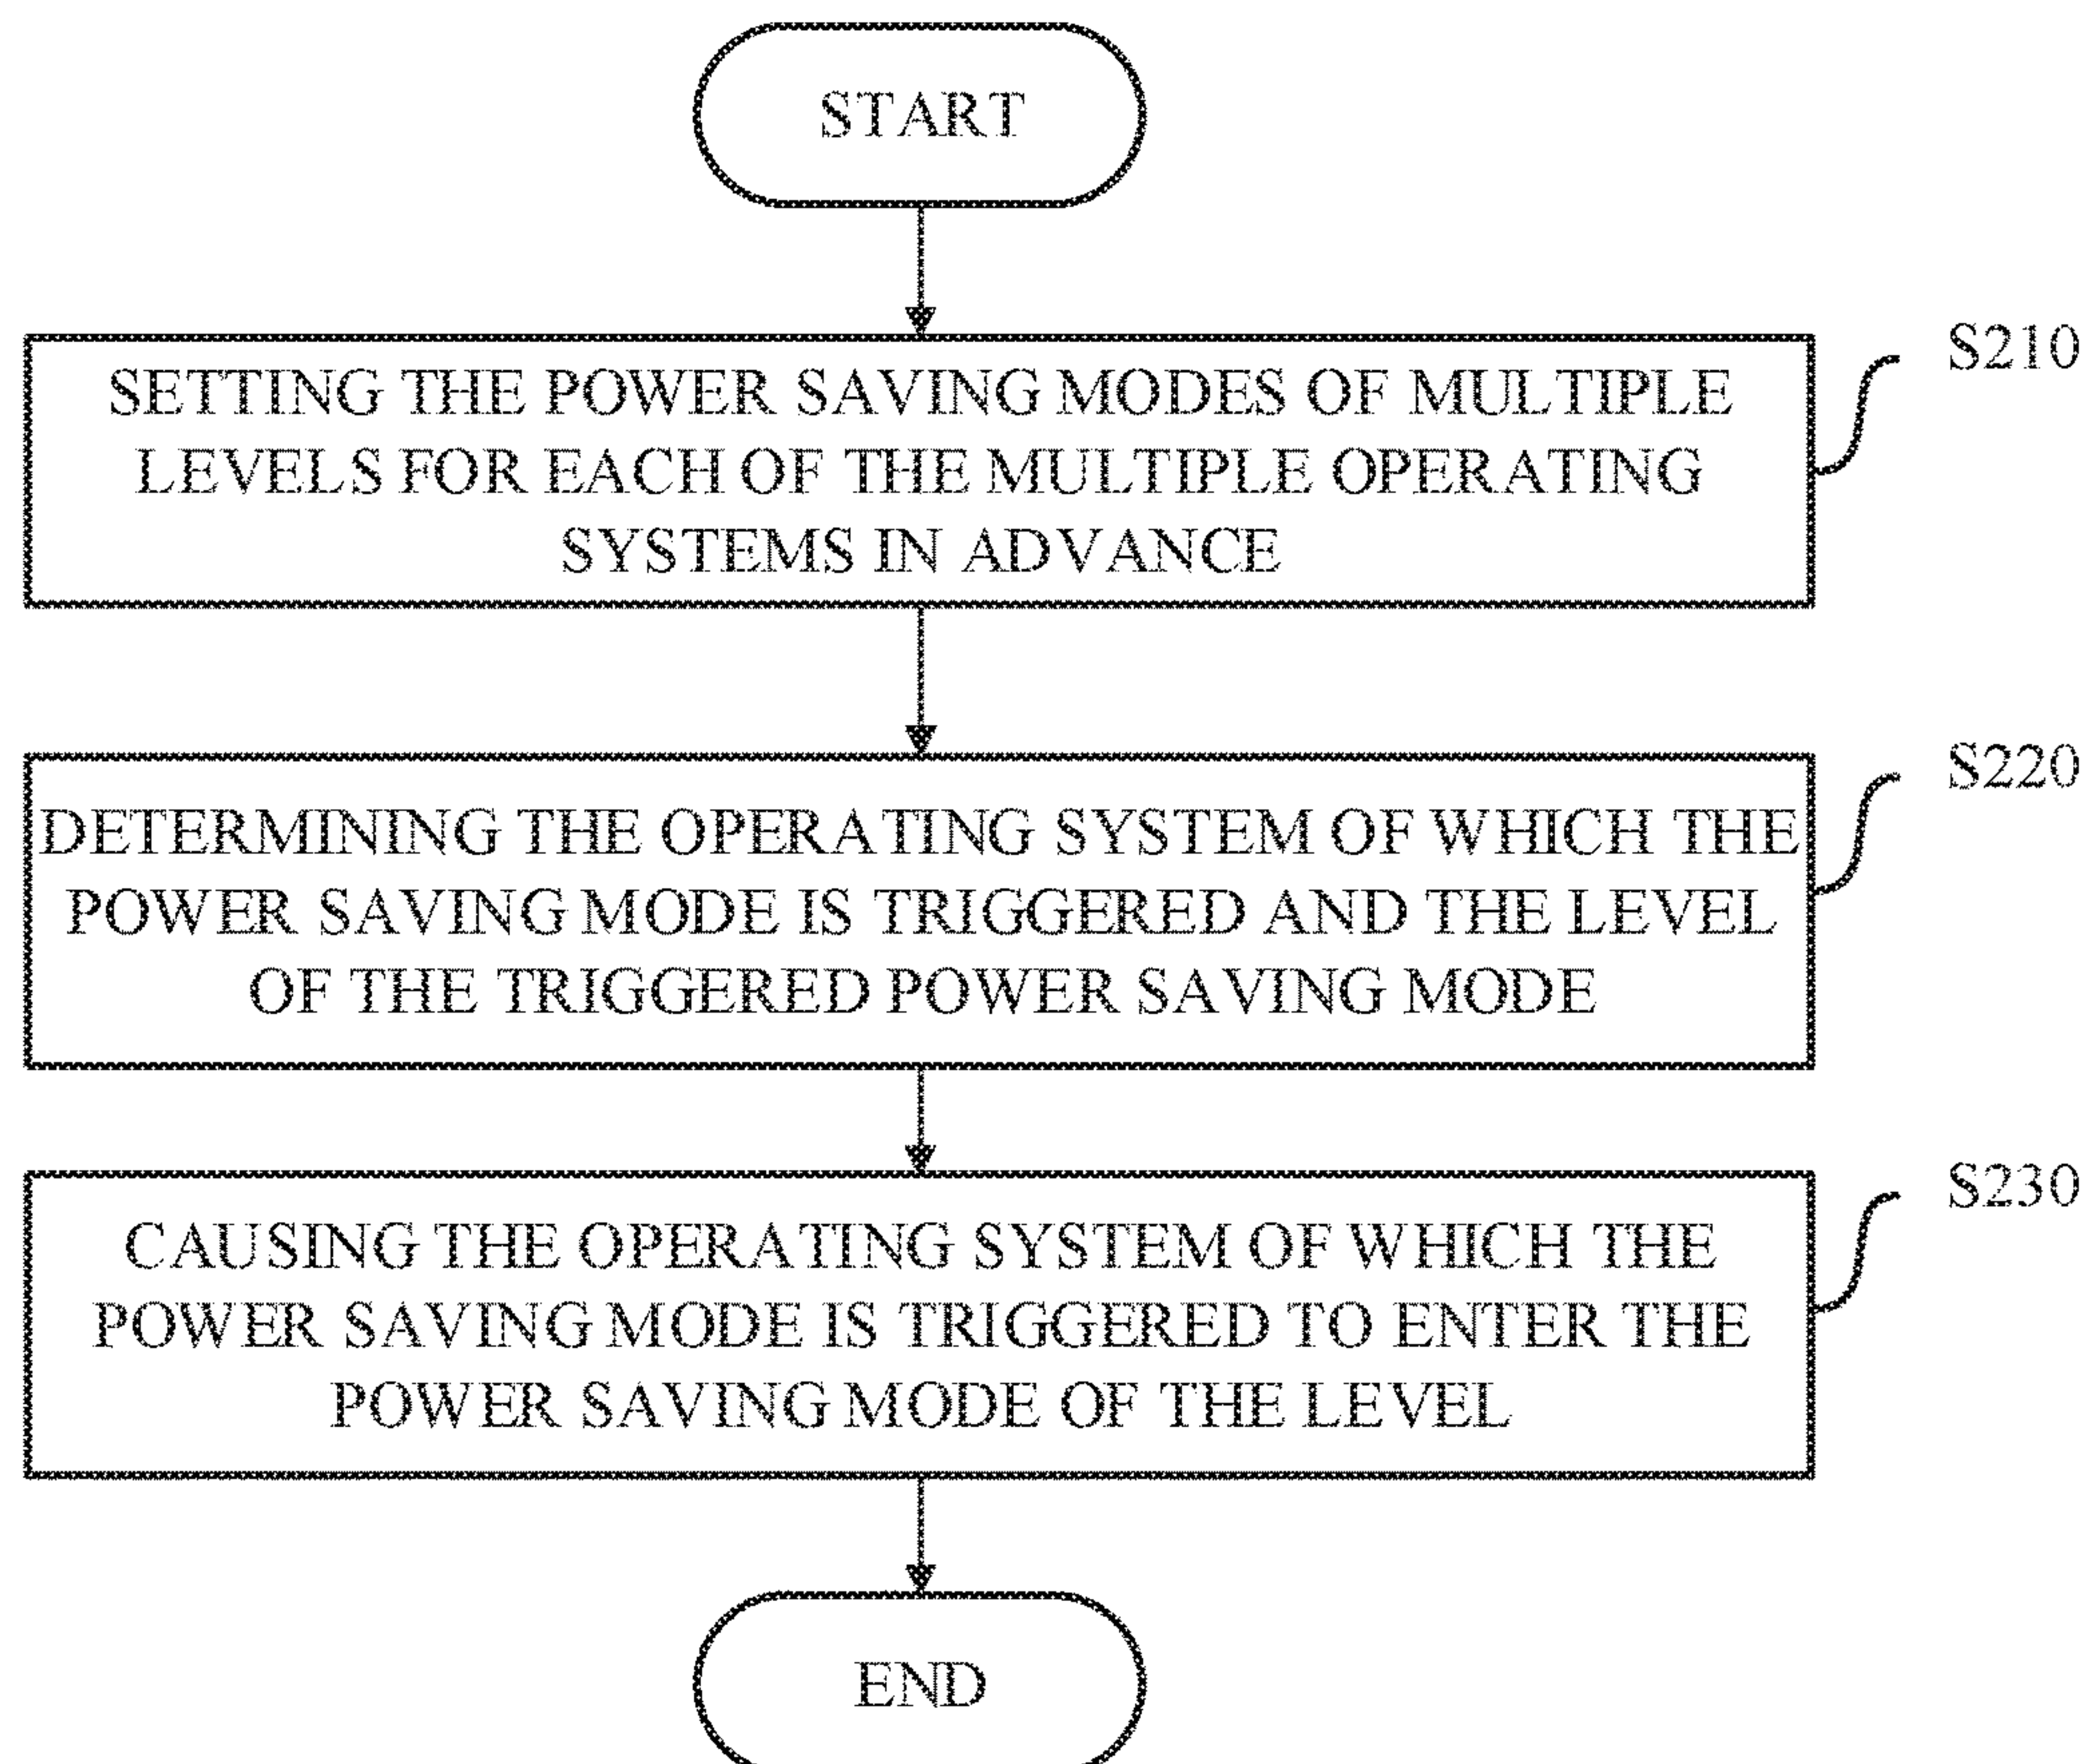 START
S210
SETTING THE POWER SAVING MODES OF MULTIPLE
LEVELS FOR EACH OF THE MULTIPLE OPERATING
SYSTEMS IN ADVANCE
S220
DETERMINING THE OPERATING SYSTEM OF WHICH THE
POWER SAVING MODE IS TRIGGERED AND THE LEVEL
OF THE TRIGGERED POWER SAVING MODE
S230
CAUSING THE OPERATING SYSTEM OF WHICH THE
POWER SAVING MODE IS TRIGGERED TO ENTER THE
POWER SAVING MODE OF THE LEVEL
END